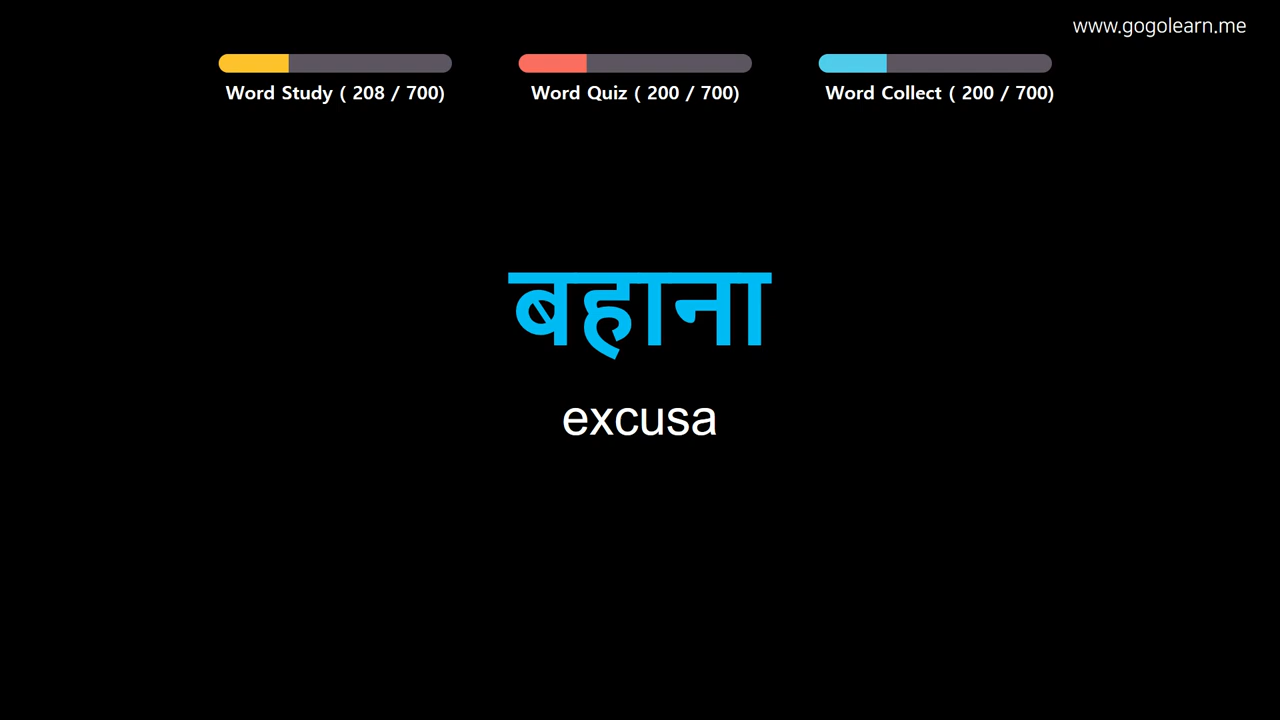 www.gogolearn.me
Word Study ( 208 / 700)
Word Quiz ( 200 / 700)
Word Collect ( 200 / 700)
बहाना
excusa